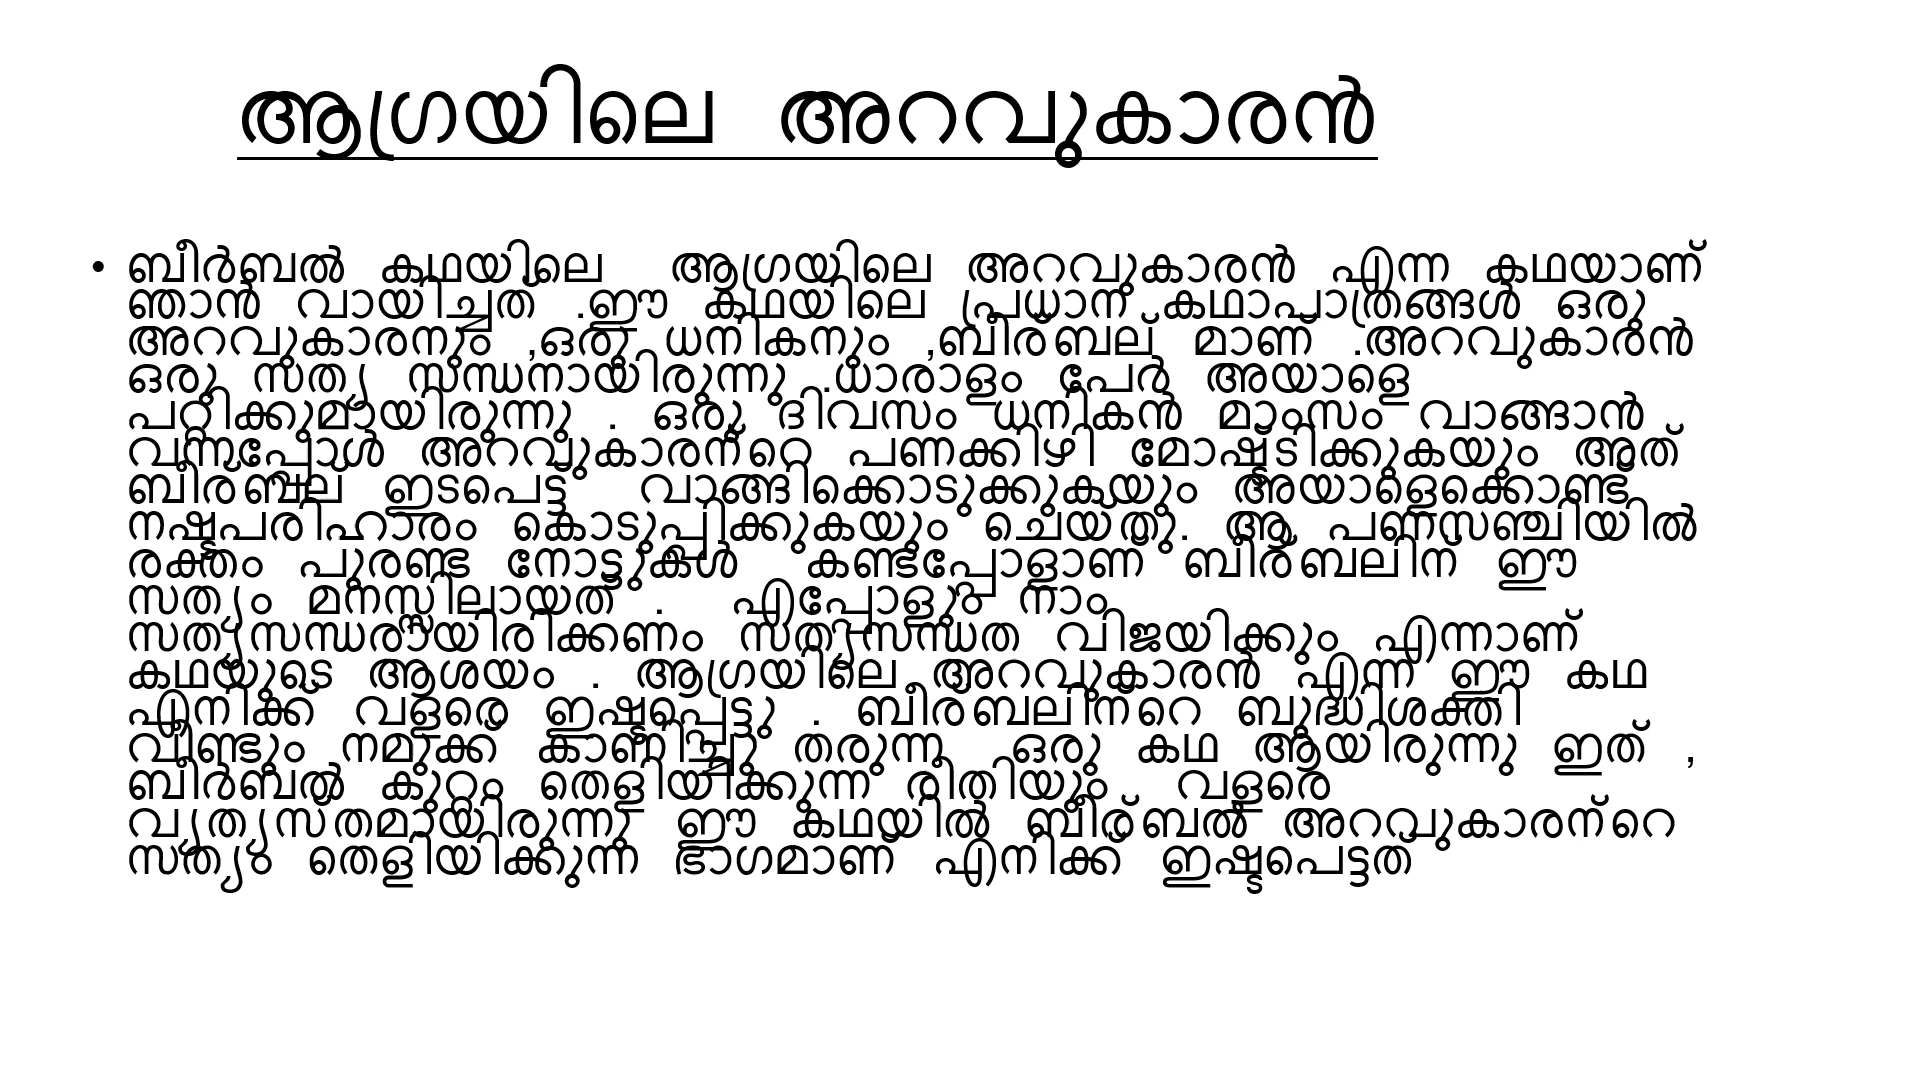 ആഗ്രയിലെ അറവുകാരൻ
• ബീർബൽ കഥയിലെ ആഗ്രയിലെ അറവുകാരൻ എന്ന കഥയാണ്
ഞാൻ വായിച്ചത് .ഈ കഥയിലെ പ്രധാന കഥാപാത്രങ്ങൾ ഒരു
അറവുകാരനും ,ഒരു ധനികനും ,ബീര്ബല് മാണ് .അറവുകാരൻ
ഒരു സത്യ സന്ധനായിരുന്നു .ധാരാളം പേർ അയാളെ
പറ്റിക്കുമായിരുന്നു . ഒരു ദിവസം ധനികൻ മാംസം വാങ്ങാൻ
വന്നപ്പോൾ അറവുകാരന്റെ പണക്കിഴി മോഷ്ട്ടിക്കുകയും അത്
ബീര്ബല് ഇടപെട്ട് വാങ്ങിക്കൊടുക്കുകയും അയാളെക്കൊണ്ട്
നഷ്ടപരിഹാരം കൊടുപ്പിക്കുകയും ചെയ്തു. ആ പണസഞ്ചിയിൽ
രക്തം പുരണ്ട നോട്ടുകൾ കണ്ടപ്പോളാണ് ബീര്ബലിന് ഈ
സത്യം മനസ്സിലായത് . എപ്പോളും നാം
സത്യസന്ധരായിരിക്കണം സത്യസന്ധത വിജയിക്കും എന്നാണ്
കഥയുടെ ആശയം . ആഗ്രയിലെ അറവുകാരൻ എന്ന ഈ കഥ
എനിക്ക് വളരെ ഇഷ്ടപ്പെട്ടു . ബീര്ബലിന്റെ ബുദ്ധിശക്തി
വീണ്ടും നമുക്ക് കാണിച്ചു തരുന്ന ഒരു കഥ ആയിരുന്നു ഇത് ,
ബീർബൽ കുറ്റം തെളിയിക്കുന്ന രീതിയും വളരെ
വ്യത്യസ്തമായിരുന്നു ഈ കഥയിൽ ബീര്ബൽ അറവുകാരന്റെ
സത്യം തെളിയിക്കുന്ന ഭാഗമാണ് എനിക്ക് ഇഷ്ടപെട്ടത്